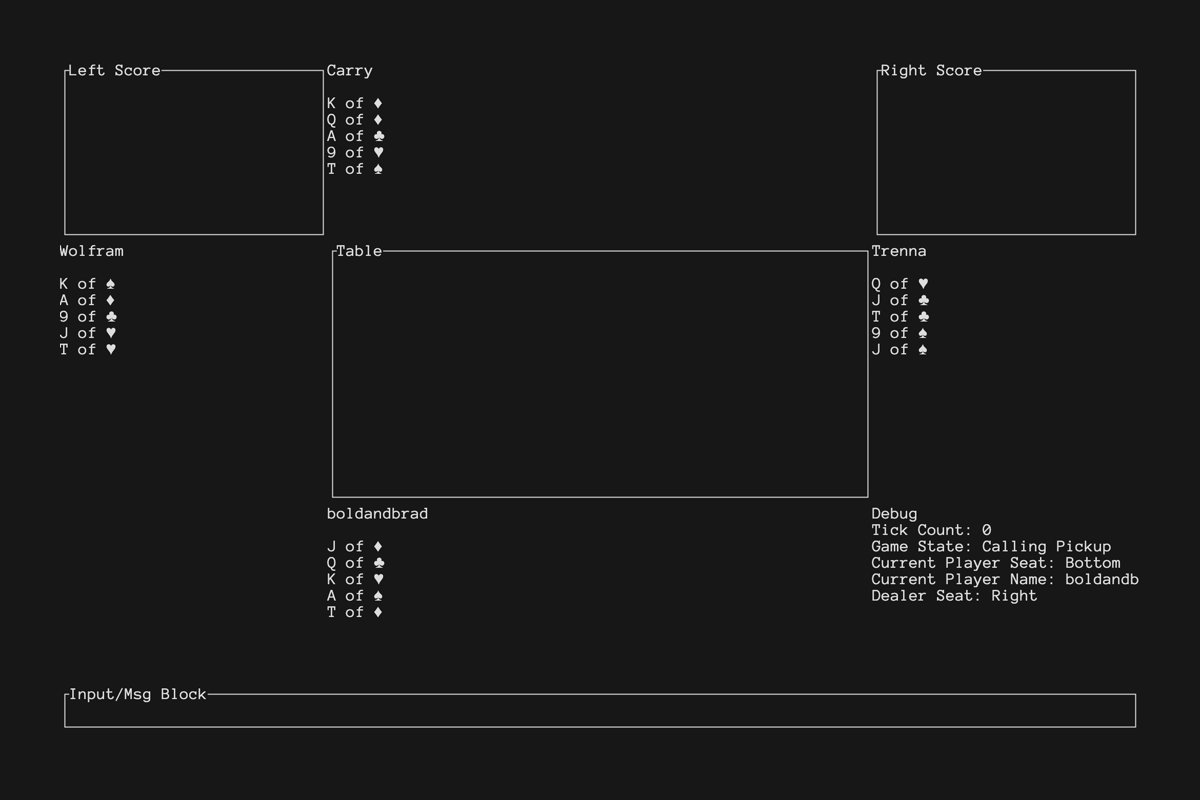 Left Score
Carry
K of ♦
Q of ♦
A of ♣
9 of ♥
T of ♠
Right Score
Wolfram
K of ♠
A of ♦
9 of ♣
J of ♥
T of ♥
Table
Trenna
Q of ♥
J of ♣
T of ♣
9 of ♠
J of ♠
boldandbrad
J of ♦
Q of ♣
K of ♥
A of ♠
T of ♦
Debug
Tick Count: 0
Game State: Calling Pickup
Current Player Seat: Bottom
Current Player Name: boldandb
Dealer Seat: Right
Input/Msg Block